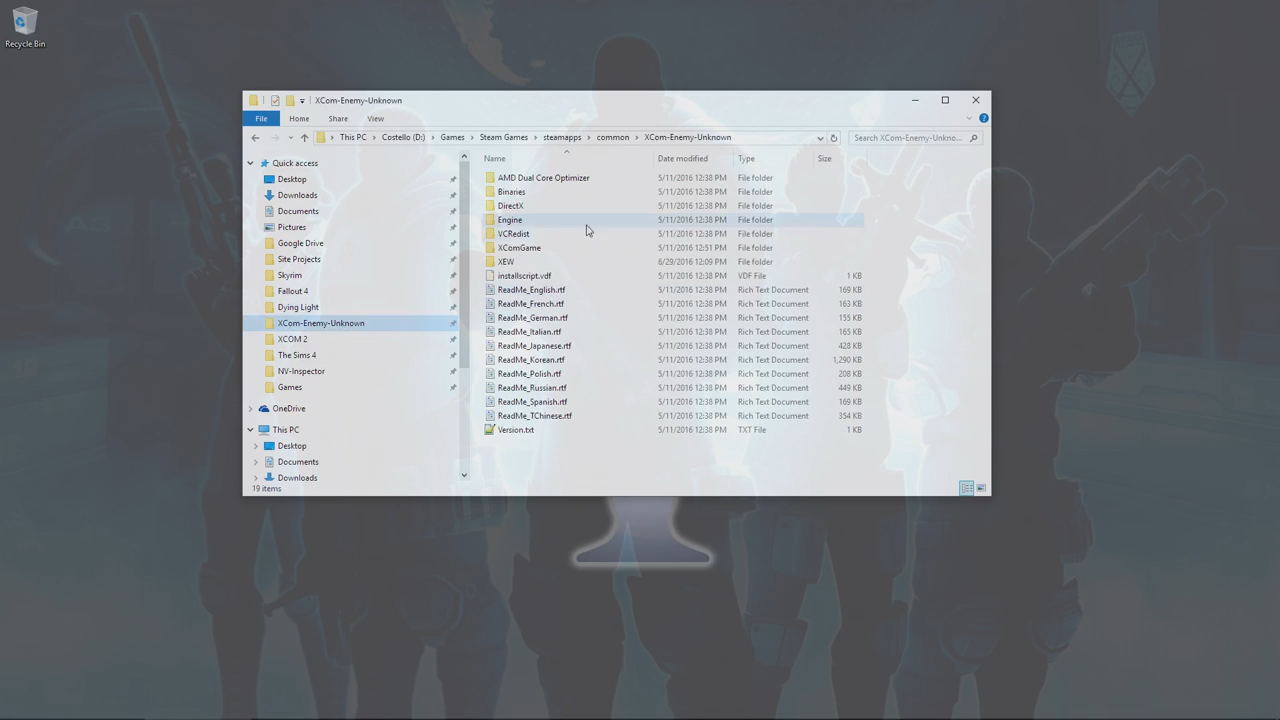 Recycle Bin
XCom-Enemy-Unknown
File Home Share View
This PC Costello (D:) Games Steam Games steamapps common XCom-Enemy-Unknown Search XCom-Enemy-Unkno...
Quick access
Desktop
Downloads
Documents
Pictures
Google Drive
Site Projects
Skyrim
Fallout 4
Dying Light
XCom-Enemy-Unknown
XCOM 2
The Sims 4
NV-Inspector
Games
OneDrive
This PC
Desktop
Documents
Downloads
Name Date modified Type Size
AMD Dual Core Optimizer 5/11/2016 12:38 PM File folder
Binaries 5/11/2016 12:38 PM File folder
DirectX 5/11/2016 12:38 PM File folder
Engine 5/11/2016 12:38 PM File folder
VCRedist 5/11/2016 12:38 PM File folder
XComGame 5/11/2016 12:51 PM File folder
XEW 6/29/2016 12:09 PM File folder
installscript.vdf 5/11/2016 12:38 PM VDF File 1 KB
ReadMe_English.rtf 5/11/2016 12:38 PM Rich Text Document 169 KB
ReadMe_French.rtf 5/11/2016 12:38 PM Rich Text Document 163 KB
ReadMe_German.rtf 5/11/2016 12:38 PM Rich Text Document 155 KB
ReadMe_Italian.rtf 5/11/2016 12:38 PM Rich Text Document 165 KB
ReadMe_Japanese.rtf 5/11/2016 12:38 PM Rich Text Document 428 KB
ReadMe_Korean.rtf 5/11/2016 12:38 PM Rich Text Document 1,290 KB
ReadMe_Polish.rtf 5/11/2016 12:38 PM Rich Text Document 208 KB
ReadMe_Russian.rtf 5/11/2016 12:38 PM Rich Text Document 449 KB
ReadMe_Spanish.rtf 5/11/2016 12:38 PM Rich Text Document 169 KB
ReadMe_TChinese.rtf 5/11/2016 12:38 PM Rich Text Document 354 KB
Version.txt 5/11/2016 12:38 PM TXT File 1 KB
19 items